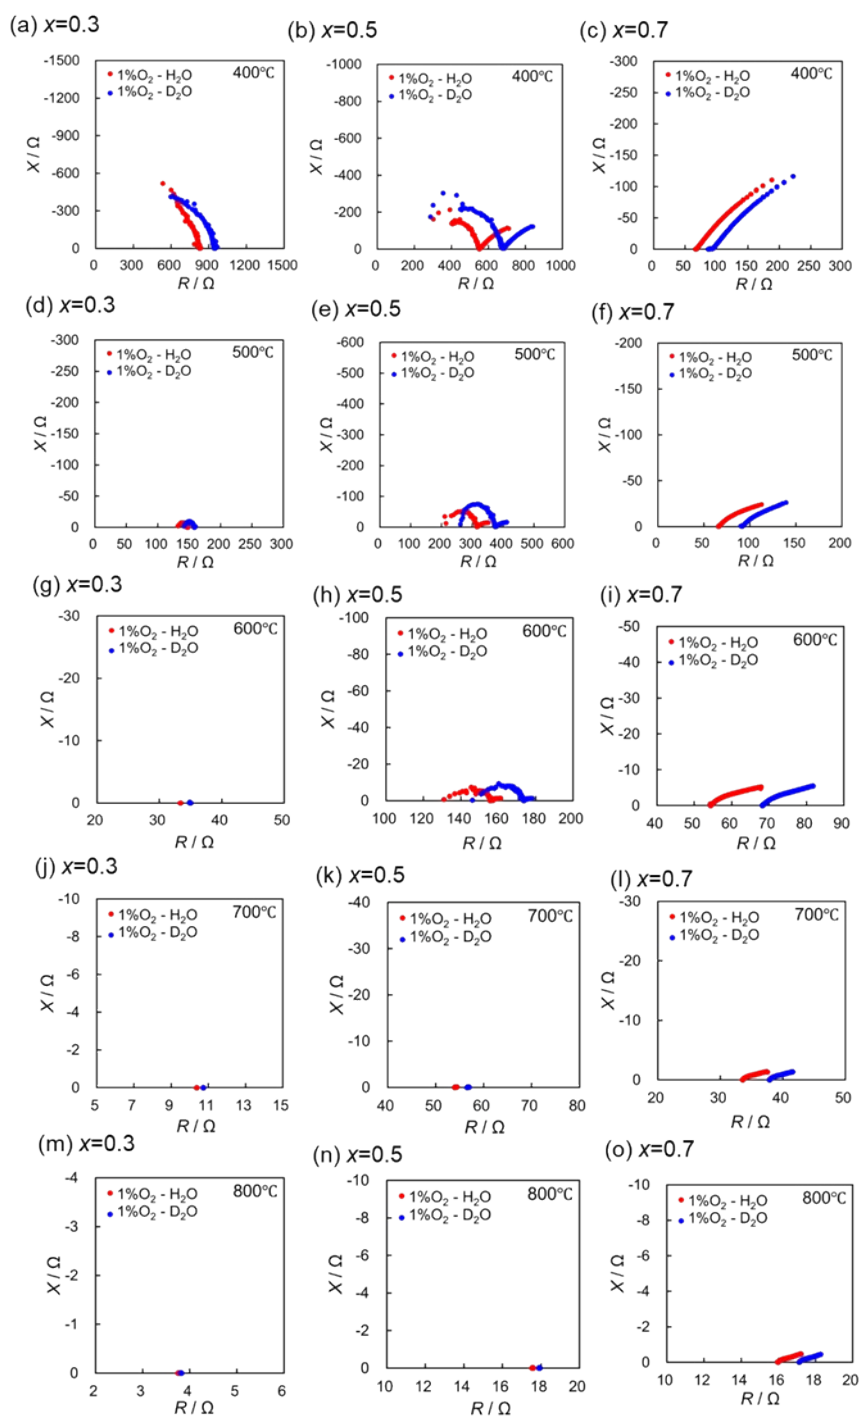 (a) x=0.3
(b) x=0.5
(c) x=0.7
-1500
-1200
-900
-600
-300
0
X / Ω
1%O2 - H2O
1%O2 - D2O
400℃
0 300 600 900 1200 1500
R / Ω
-1000
-800
-600
-400
-200
0
X / Ω
1%O2 - H2O
1%O2 - D2O
400℃
0 200 400 600 800 1000
R / Ω
-300
-250
-200
-150
-100
-50
0
X / Ω
1%O2 - H2O
1%O2 - D2O
400℃
0 50 100 150 200 250 300
R / Ω
(d) x=0.3
(e) x=0.5
(f) x=0.7
-300
-250
-200
-150
-100
-50
0
X / Ω
1%O2 - H2O
1%O2 - D2O
500℃
0 50 100 150 200 250 300
R / Ω
-600
-500
-400
-300
-200
-100
0
X / Ω
1%O2 - H2O
1%O2 - D2O
500℃
0 100 200 300 400 500 600
R / Ω
-200
-150
-100
-50
0
X / Ω
1%O2 - H2O
1%O2 - D2O
500℃
0 50 100 150 200
R / Ω
(g) x=0.3
(h) x=0.5
(i) x=0.7
-30
-20
-10
0
X / Ω
1%O2 - H2O
1%O2 - D2O
600℃
20 30 40 50
R / Ω
-100
-80
-60
-40
-20
0
X / Ω
1%O2 - H2O
1%O2 - D2O
600℃
100 120 140 160 180 200
R / Ω
-50
-40
-30
-20
-10
0
X / Ω
1%O2 - H2O
1%O2 - D2O
600℃
40 50 60 70 80 90
R / Ω
(j) x=0.3
(k) x=0.5
(l) x=0.7
-10
-8
-6
-4
-2
0
X / Ω
1%O2 - H2O
1%O2 - D2O
700℃
5 7 9 11 13 15
R / Ω
-40
-30
-20
-10
0
X / Ω
1%O2 - H2O
1%O2 - D2O
700℃
40 50 60 70 80
R / Ω
-30
-20
-10
0
X / Ω
1%O2 - H2O
1%O2 - D2O
700℃
20 30 40 50
R / Ω
(m) x=0.3
(n) x=0.5
(o) x=0.7
-4
-3
-2
-1
0
X / Ω
1%O2 - H2O
1%O2 - D2O
800℃
2 3 4 5 6
R / Ω
-10
-8
-6
-4
-2
0
X / Ω
1%O2 - H2O
1%O2 - D2O
800℃
10 12 14 16 18 20
R / Ω
-10
-8
-6
-4
-2
0
X / Ω
1%O2 - H2O
1%O2 - D2O
800℃
10 12 14 16 18 20
R / Ω